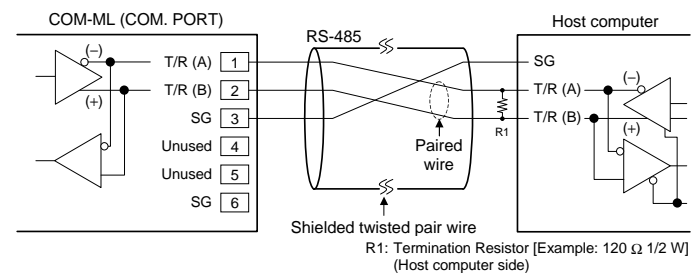 COM-ML (COM. PORT)
Host computer
RS-485
(−)
(+)
T/R (A) 1
T/R (B) 2
SG 3
Unused 4
Unused 5
SG 6
SG
T/R (A)
T/R (B)
(−)
(+)
R1
Paired
wire
Shielded twisted pair wire
R1: Termination Resistor [Example: 120 Ω 1/2 W]
(Host computer side)